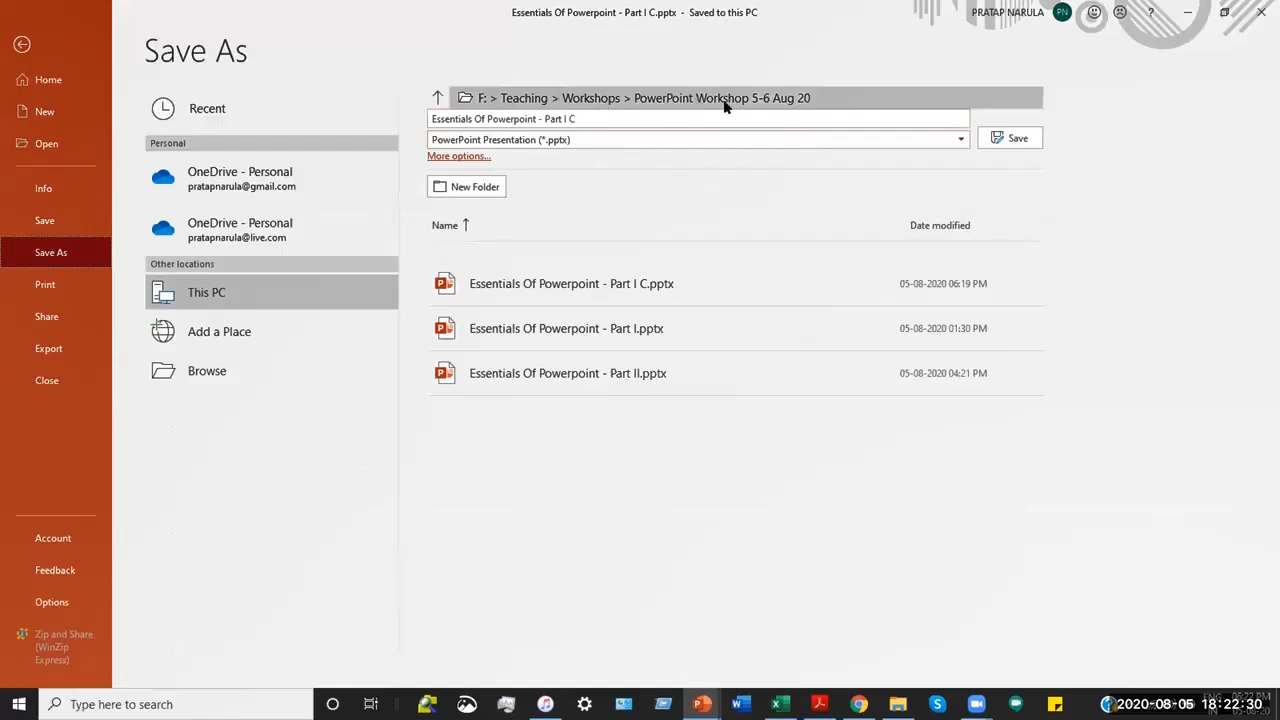 Essentials Of Powerpoint - Part I C.pptx - Saved to this PC
PRATAP NARULA PN ?
Save As
Home
New
Open
Info
Save
Save As
Print
Share
Export
Close
Account
Feedback
Options
Zip and Share
(WinZip
Express)
Recent
Personal
OneDrive - Personal
pratapnarula@gmail.com
OneDrive - Personal
pratapnarula@live.com
Other locations
This PC
Add a Place
Browse
F: > Teaching > Workshops > PowerPoint Workshop 5-6 Aug 20
Essentials Of Powerpoint - Part I C
PowerPoint Presentation (*.pptx)
Save
More options...
New Folder
Name Date modified
Essentials Of Powerpoint - Part I C.pptx 05-08-2020 06:19 PM
Essentials Of Powerpoint - Part I.pptx 05-08-2020 01:30 PM
Essentials Of Powerpoint - Part II.pptx 05-08-2020 04:21 PM
Type here to search
2020-08-05 18:22:30